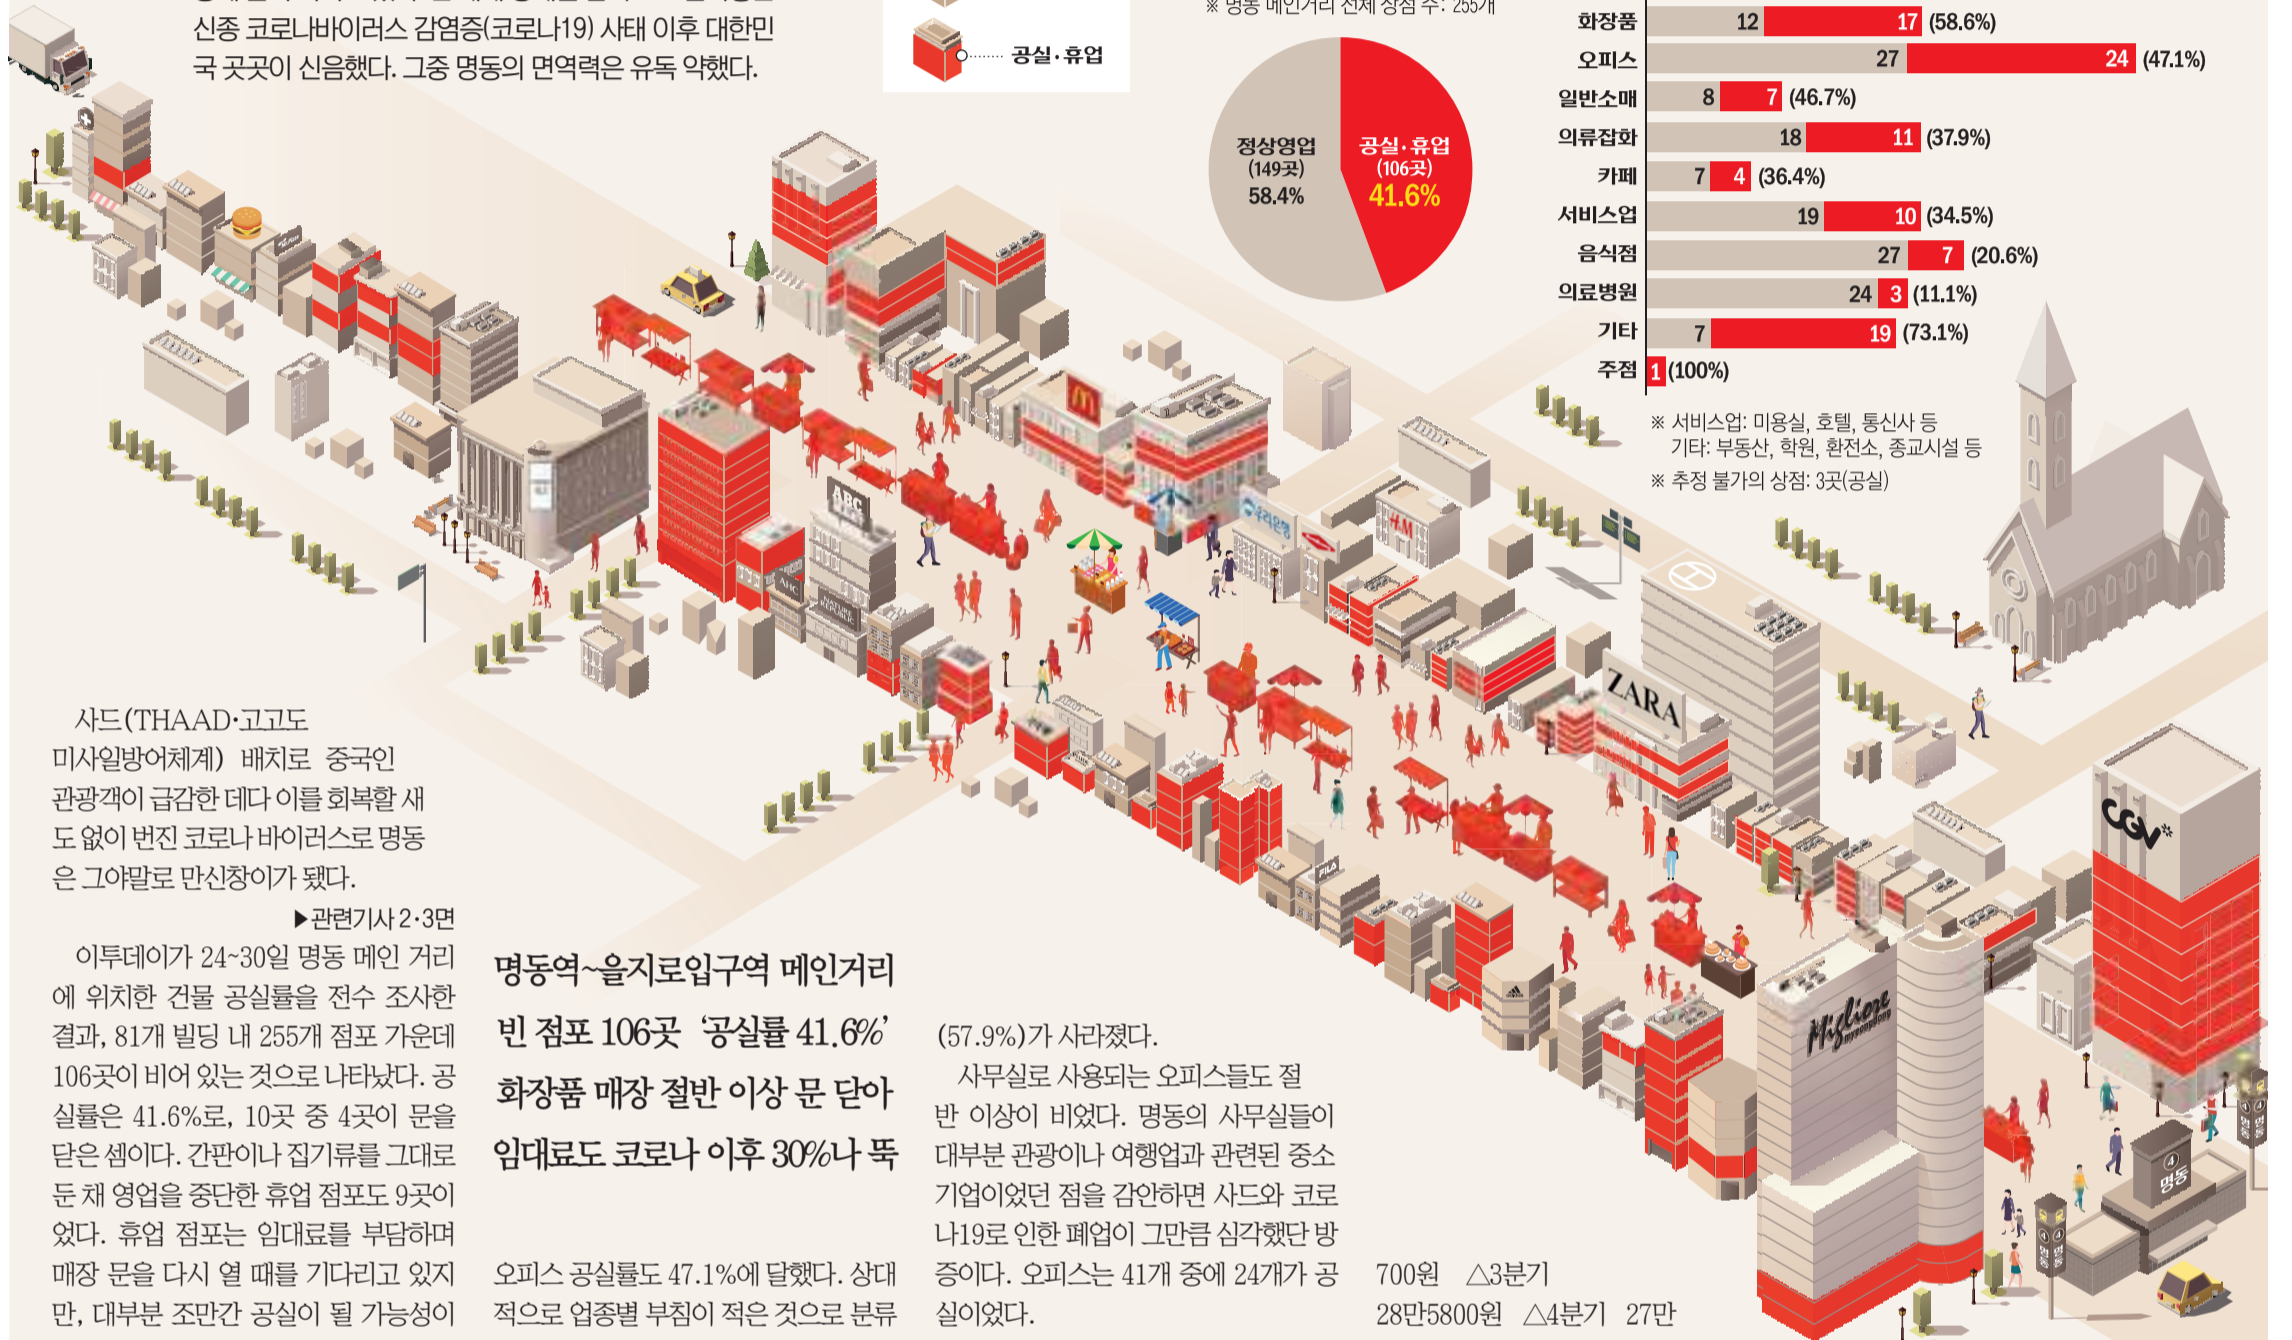 신종 코로나바이러스 감염증(코로나19) 사태 이후 대한민
국 곳곳이 신음했다. 그중 명동의 면역력은 유독 약했다.
공실·휴업
※ 명동 메인거리 전체 상점 수: 255개
정상영업
(149곳)
58.4%
공실·휴업
(106곳)
41.6%
화장품 12 17 (58.6%)
오피스 27 24 (47.1%)
일반소매 8 7 (46.7%)
의류잡화 18 11 (37.9%)
카페 7 4 (36.4%)
서비스업 19 10 (34.5%)
음식점 27 7 (20.6%)
의료병원 24 3 (11.1%)
기타 7 19 (73.1%)
주점 1 (100%)
※ 서비스업: 미용실, 호텔, 통신사 등
기타: 부동산, 학원, 환전소, 종교시설 등
※ 추정 불가의 상점: 3곳(공실)
ABC
AHC
NATURE
REPUBLIC
우리은행
H&M
ZARA
FILA
adidas
CGV
Migliore
myeongdong
4
명동
사드(THAAD·고고도
미사일방어체계) 배치로 중국인
관광객이 급감한 데다 이를 회복할 새
도 없이 번진 코로나 바이러스로 명동
은 그야말로 만신창이가 됐다.
▶관련기사 2·3면
이투데이가 24~30일 명동 메인 거리
에 위치한 건물 공실률을 전수 조사한
결과, 81개 빌딩 내 255개 점포 가운데
106곳이 비어 있는 것으로 나타났다. 공
실률은 41.6%로, 10곳 중 4곳이 문을
닫은 셈이다. 간판이나 집기류를 그대로
둔 채 영업을 중단한 휴업 점포도 9곳이
었다. 휴업 점포는 임대료를 부담하며
매장 문을 다시 열 때를 기다리고 있지
만, 대부분 조만간 공실이 될 가능성이
명동역~을지로입구역 메인거리
빈 점포 106곳 ‘공실률 41.6%’
화장품 매장 절반 이상 문 닫아
임대료도 코로나 이후 30%나 뚝
오피스 공실률도 47.1%에 달했다. 상대
적으로 업종별 부침이 적은 것으로 분류
(57.9%)가 사라졌다.
사무실로 사용되는 오피스들도 절
반 이상이 비었다. 명동의 사무실들이
대부분 관광이나 여행업과 관련된 중소
기업이었던 점을 감안하면 사드와 코로
나19로 인한 폐업이 그만큼 심각했단 방
증이다. 오피스는 41개 중에 24개가 공
실이었다.
700원 △3분기
28만5800원 △4분기 27만